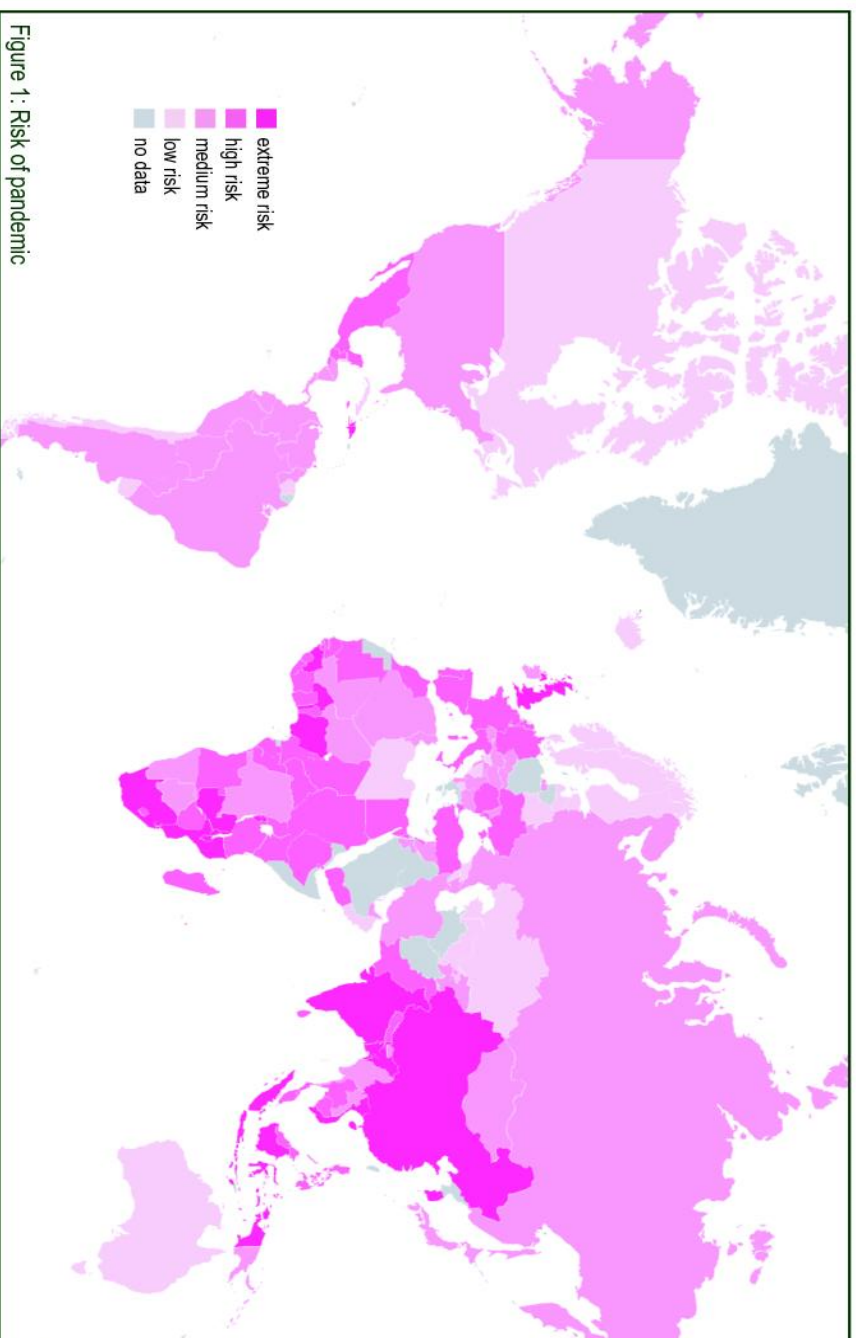 extreme risk
high risk
medium risk
low risk
no data
Figure 1: Risk of pandemic